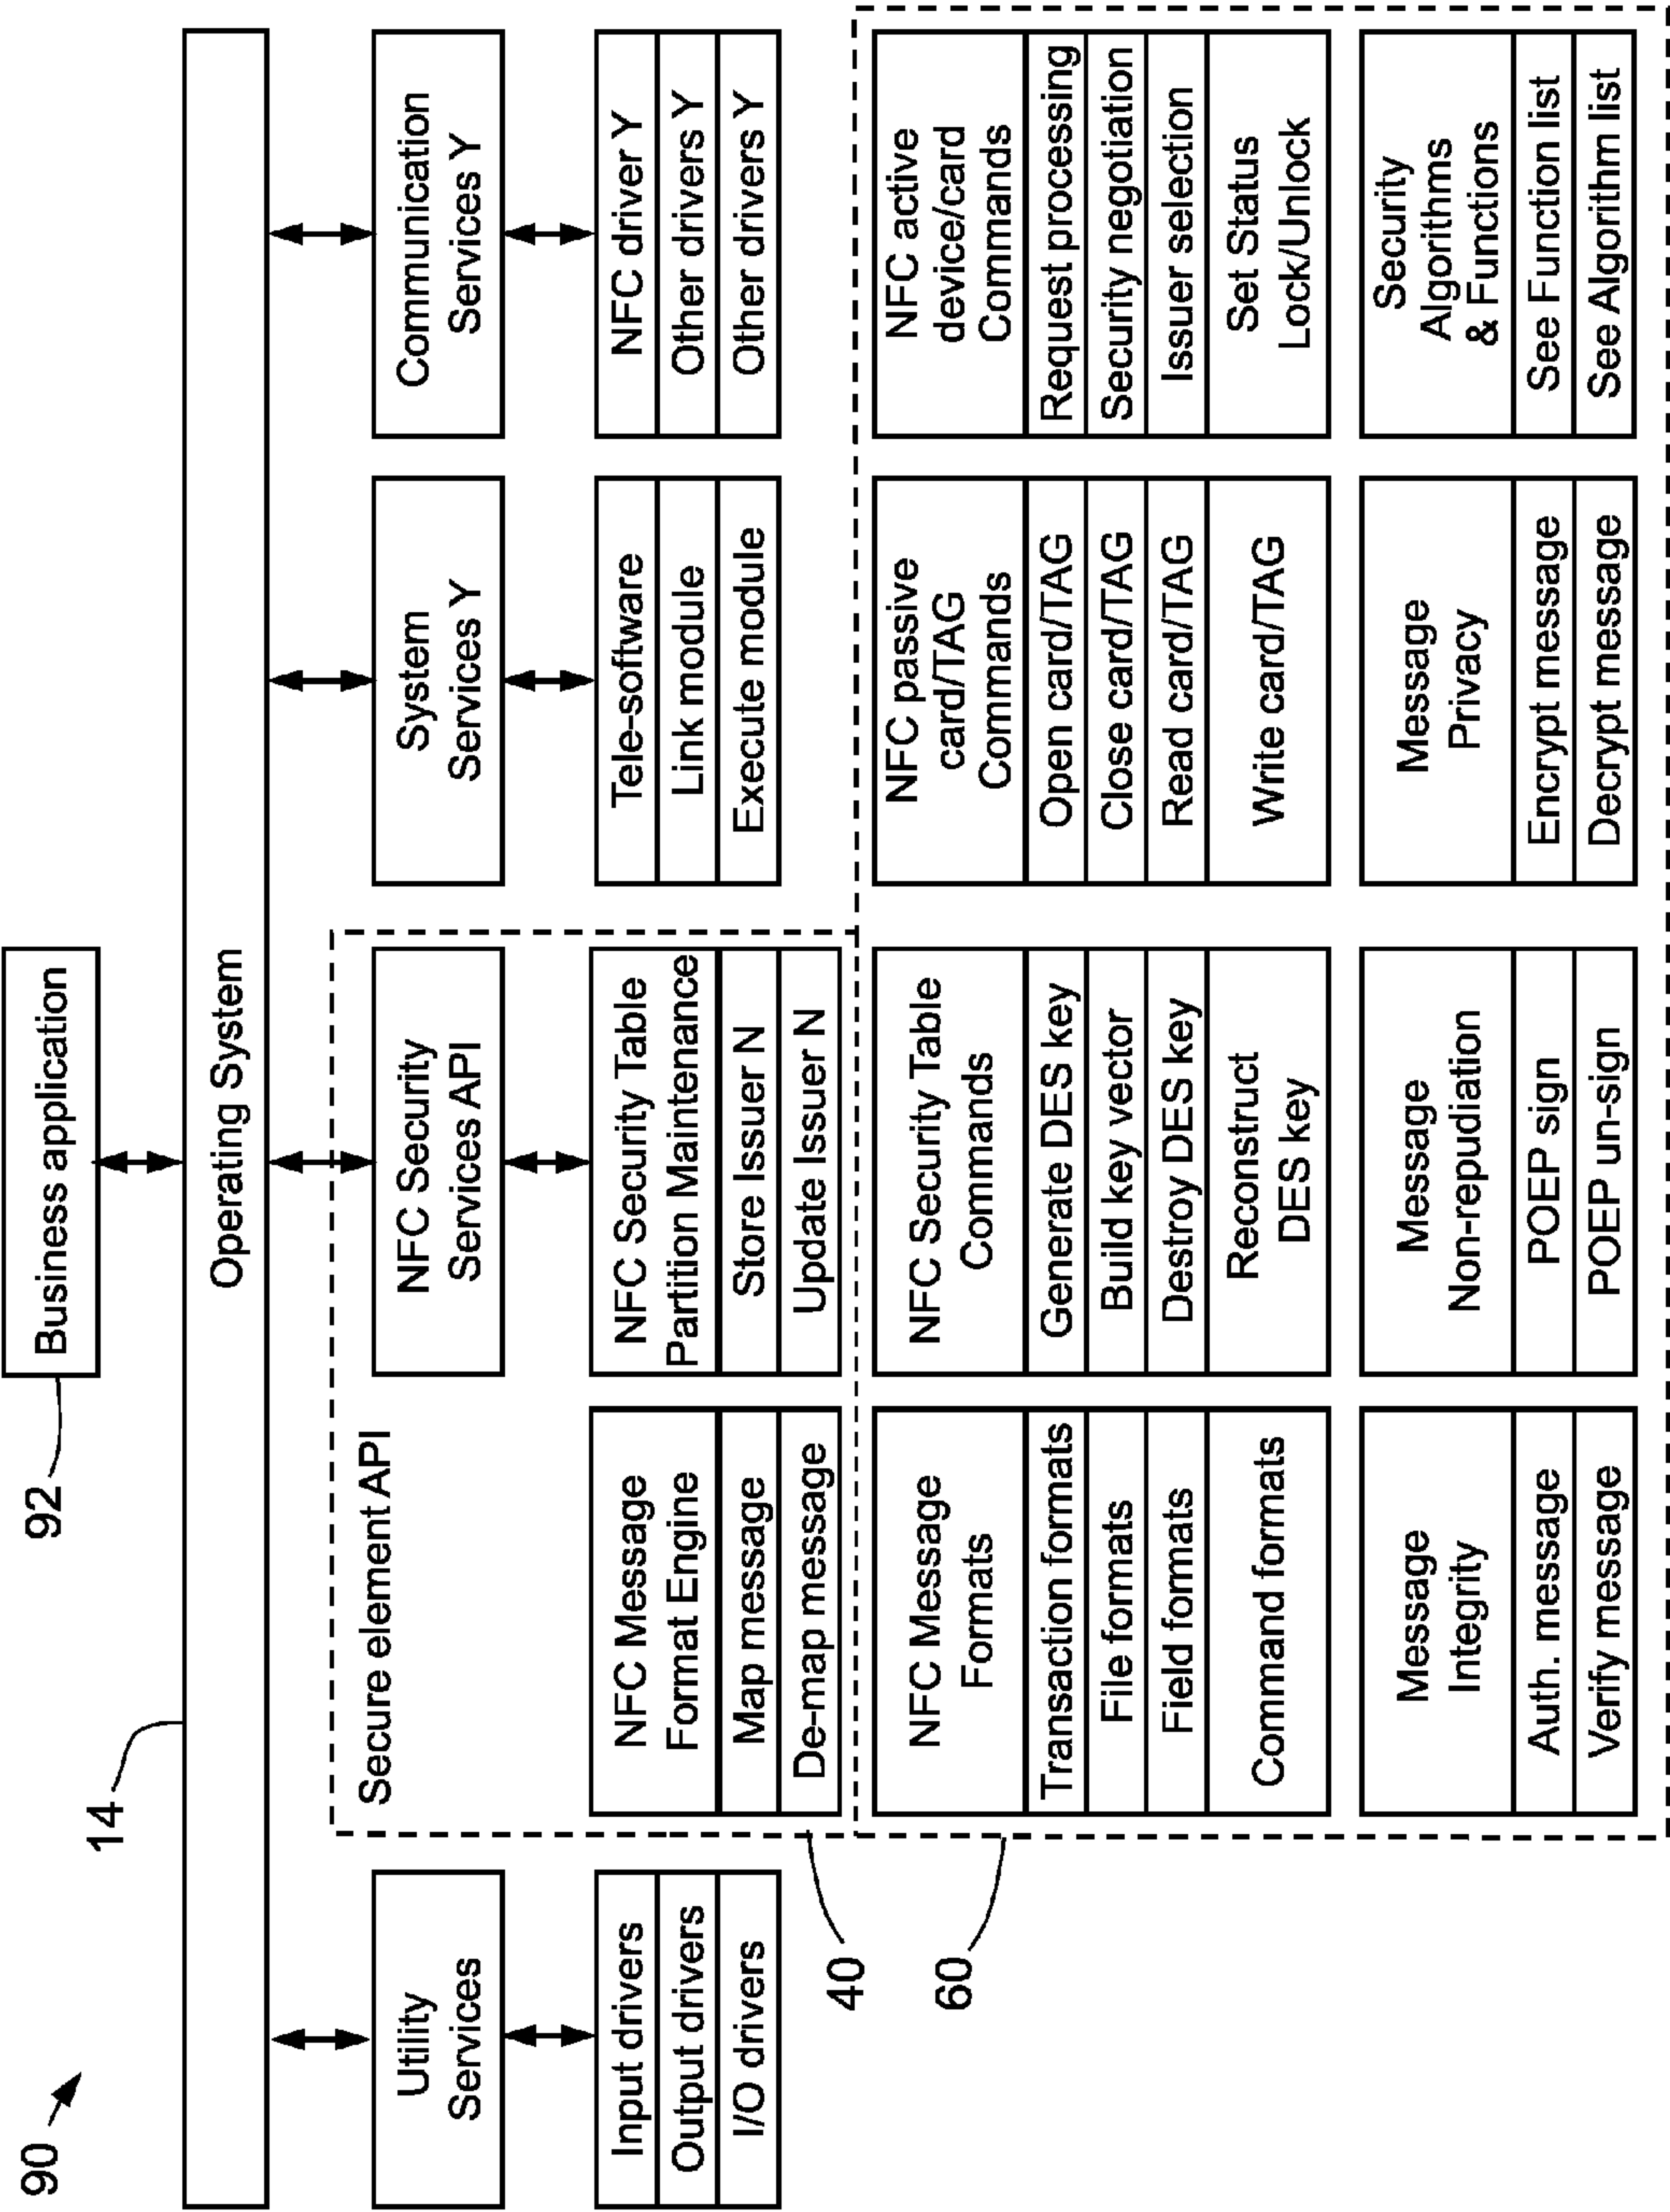 90
14
92
Business application
Operating System
Utility
Services
NFC Security
Services API
System
Services Y
Communication
Services Y
Secure element API
Input drivers
Output drivers
I/O drivers
NFC Message
Format Engine
Map message
De-map message
NFC Security Table
Partition Maintenance
Store Issuer N
Update Issuer N
Tele-software
Link module
Execute module
NFC driver Y
Other drivers Y
Other drivers Y
40
60
NFC Message
Formats
Transaction formats
File formats
Field formats
Command formats
NFC Security Table
Commands
Generate DES key
Build key vector
Destroy DES key
Reconstruct
DES key
NFC passive
card/TAG
Commands
Open card/TAG
Close card/TAG
Read card/TAG
Write card/TAG
NFC active
device/card
Commands
Request processing
Security negotiation
Issuer selection
Set Status
Lock/Unlock
Message
Integrity
Auth. message
Verify message
Message
Non-repudiation
POEP sign
POEP un-sign
Message
Privacy
Encrypt message
Decrypt message
Security
Algorithms
& Functions
See Function list
See Algorithm list